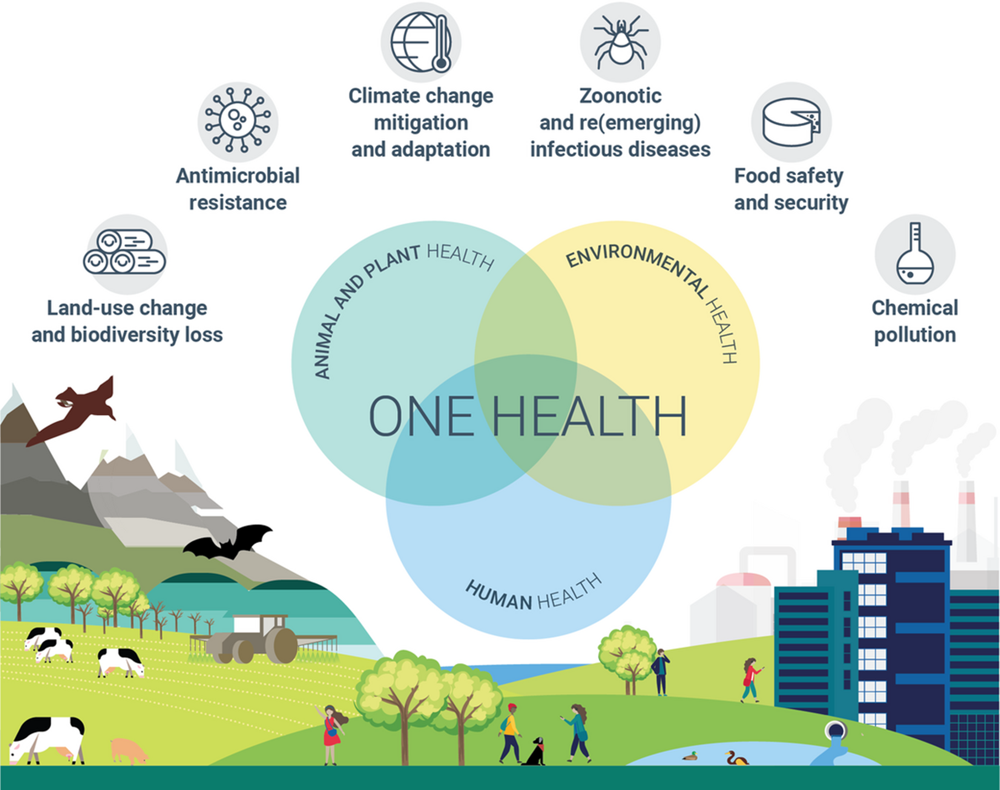 Climate change
mitigation
and adaptation
Zoonotic
and re(emerging)
infectious diseases
Antimicrobial
resistance
Food safety
and security
Land-use change
and biodiversity loss
Chemical
pollution
ANIMAL AND PLANT HEALTH
ENVIRONMENTAL HEALTH
ONE HEALTH
HUMAN HEALTH